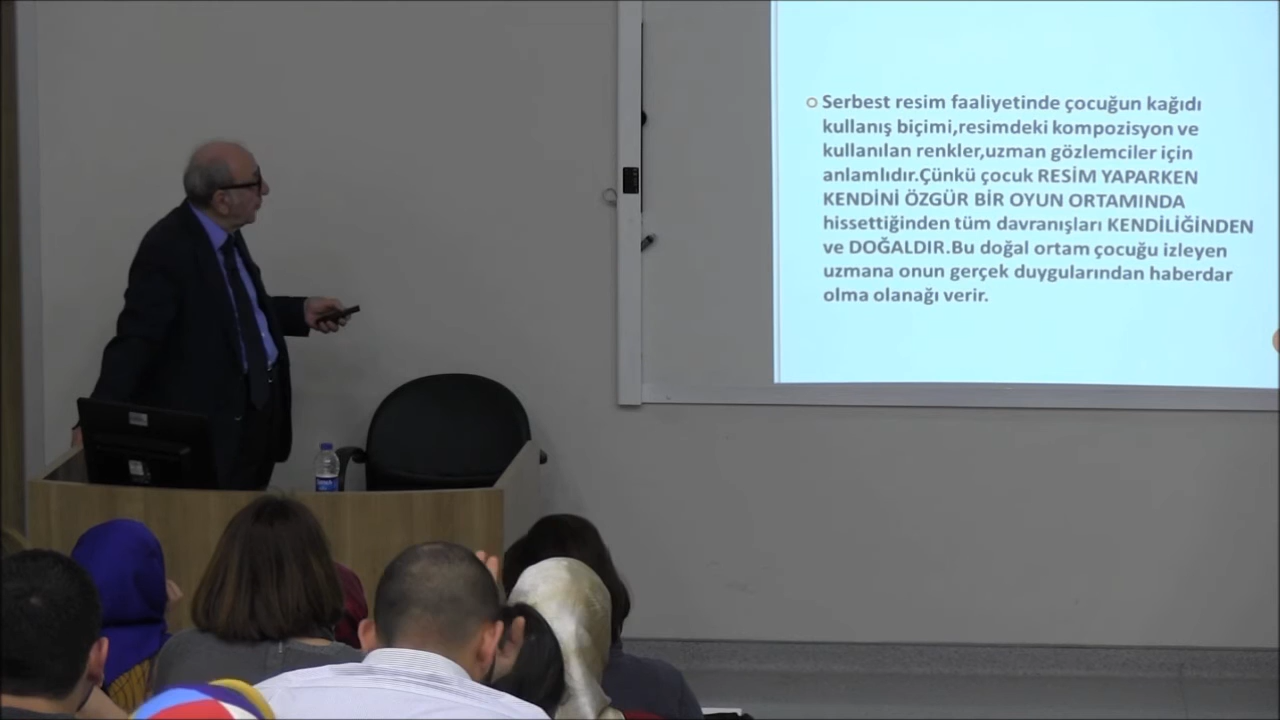 Serbest resim faaliyetinde çocuğun kağıdı
kullanış biçimi,resimdeki kompozisyon ve
kullanılan renkler,uzman gözlemciler için
anlamlıdır.Çünkü çocuk RESİM YAPARKEN
KENDİNİ ÖZGÜR BİR OYUN ORTAMINDA
hissettiğinden tüm davranışları KENDİLİĞİNDEN
ve DOĞALDIR.Bu doğal ortam çocuğu izleyen
uzmana onun gerçek duygularından haberdar
olma olanağı verir.